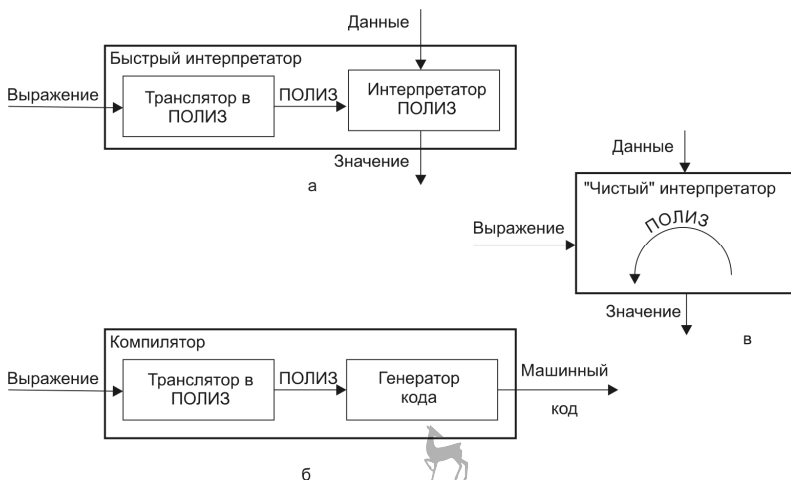 Данные
Быстрый интерпретатор
Выражение
Транслятор в
ПОЛИЗ
ПОЛИЗ
Интерпретатор
ПОЛИЗ
Значение
а
Данные
"Чистый" интерпретатор
Выражение
ПОЛИЗ
Значение
в
Компилятор
Выражение
Транслятор в
ПОЛИЗ
ПОЛИЗ
Генератор
кода
Машинный
код
б